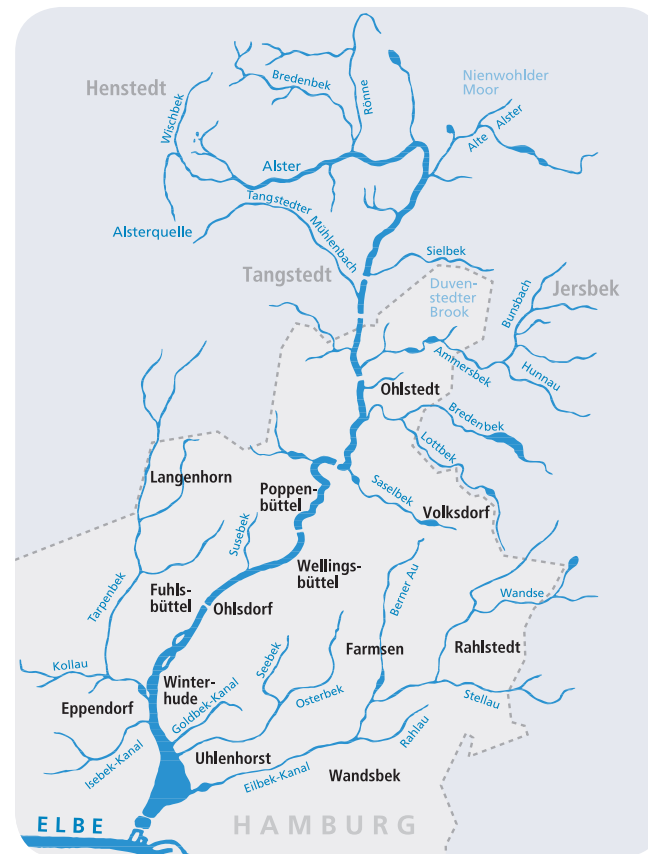 Henstedt
Bredenbek
Rönne
Nienwohlder
Moor
Wischbek
Alte Alster
Alster
Tangstedter Mühlenbach
Alsterquelle
Sielbek
Tangstedt
Duven-
stedter
Brook
Bunsbach
Jersbek
Ammersbek
Hunnau
Ohlstedt
Bredenbek
Lottbek
Langenhorn
Poppen-
büttel
Saselbek
Volksdorf
Susebek
Wellings-
büttel
Berner Au
Tarpenbek
Fuhls-
büttel
Ohlsdorf
Wandse
Seebek
Farmsen
Rahlstedt
Kollau
Winter-
hude
Goldbek-Kanal
Osterbek
Stellau
Eppendorf
Isebek-Kanal
Uhlenhorst
Eilbek-Kanal
Rahlau
Wandsbek
ELBE
HAMBURG